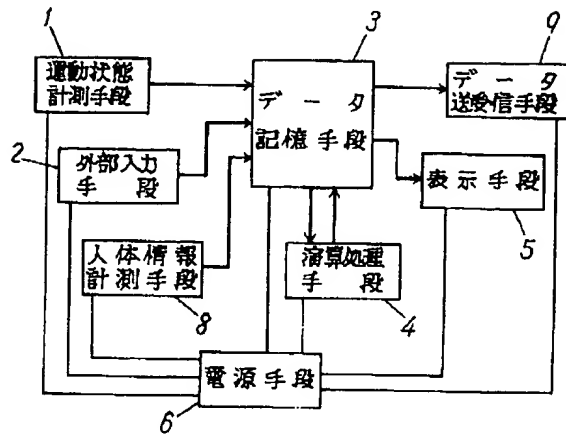 1
運動状態
計測手段
2
外部入力
手段
人体情報
計測手段
8
3
データ
記憶手段
演算処理
手段
4
9
データ
送受信手段
表示手段
5
電源手段
6